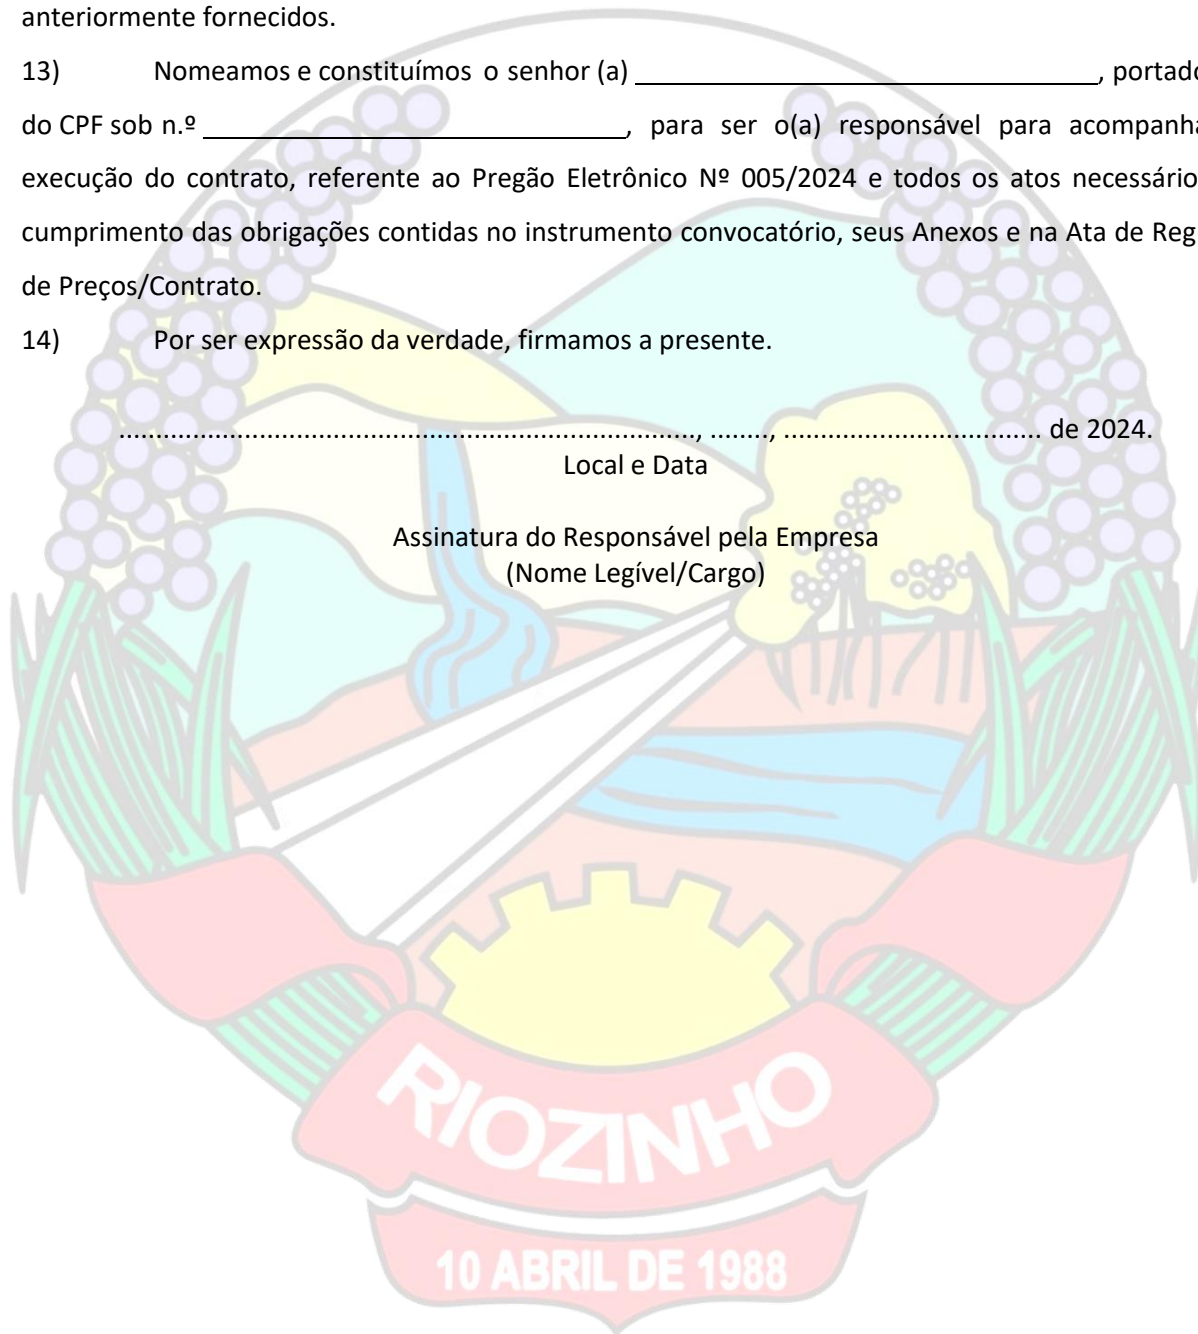 anteriormente fornecidos.
13) Nomeamos e constituímos o senhor (a) ________________________________, portado
do CPF sob n.º _____________________________, para ser o(a) responsável para acompanha
execução do contrato, referente ao Pregão Eletrônico Nº 005/2024 e todos os atos necessário
cumprimento das obrigações contidas no instrumento convocatório, seus Anexos e na Ata de Reg
de Preços/Contrato.
14) Por ser expressão da verdade, firmamos a presente.
................................................................................., ........, ................................... de 2024.
Local e Data
Assinatura do Responsável pela Empresa
(Nome Legível/Cargo)
RIOZINHO
10 ABRIL DE 1988